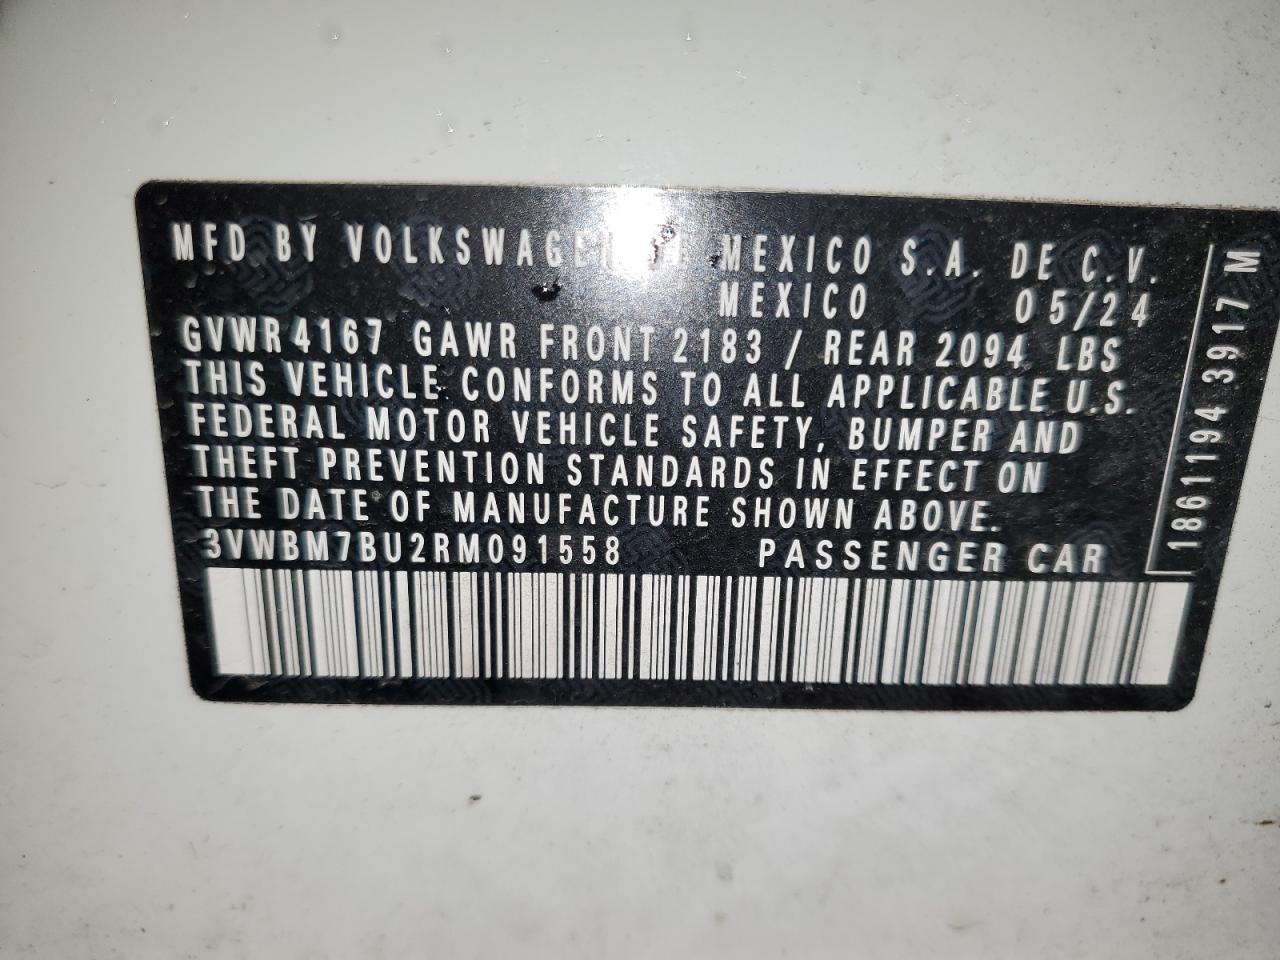 MFD BY VOLKSWAGEN MEXICO S.A. DE C.V.
MEXICO 05/24
GVWR 4167 GAWR FRONT 2183 / REAR 2094 LBS
THIS VEHICLE CONFORMS TO ALL APPLICABLE U.S.
FEDERAL MOTOR VEHICLE SAFETY, BUMPER AND
THEFT PREVENTION STANDARDS IN EFFECT ON
THE DATE OF MANUFACTURE SHOWN ABOVE.
3VWBM7BU2RM091558 PASSENGER CAR
1861194 3917 M